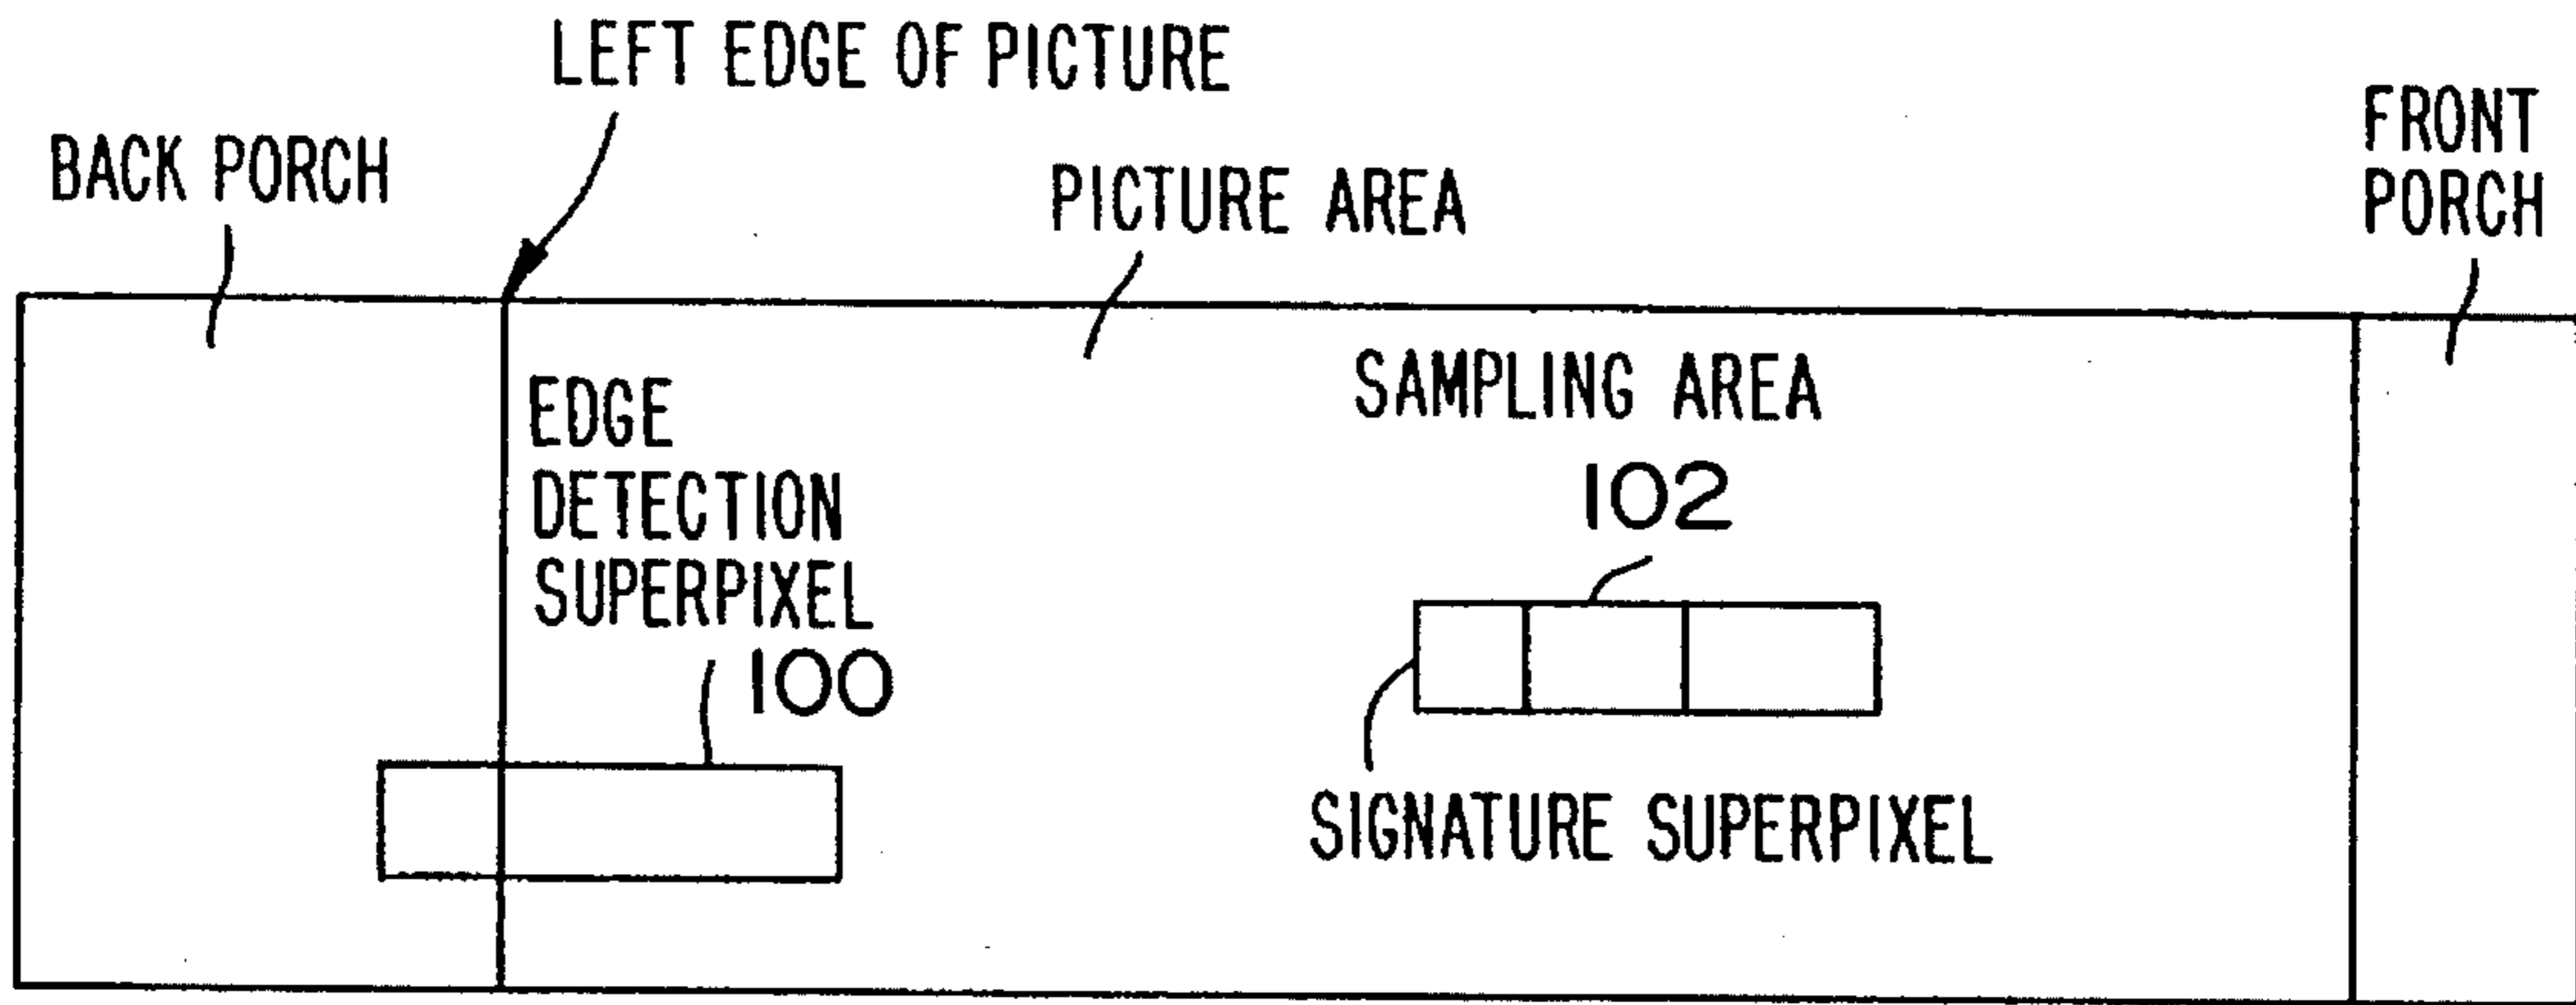 LEFT EDGE OF PICTURE
BACK PORCH
PICTURE AREA
FRONT
PORCH
EDGE
DETECTION
SUPERPIXEL
100
SAMPLING AREA
102
SIGNATURE SUPERPIXEL